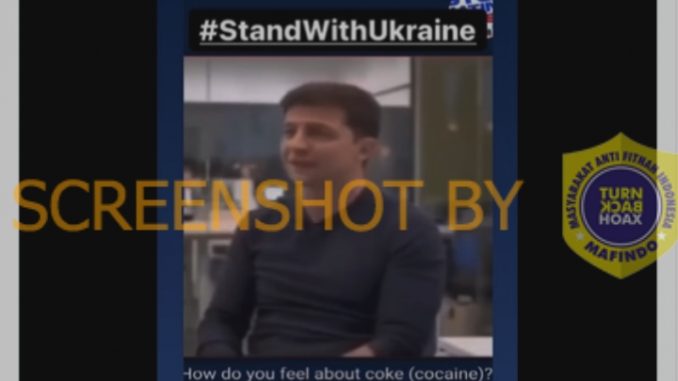 #StandWithUkraine
SCREENSHOT BY
MASYARAKAT ANTI FITNAH INDONESIA
TURN
BACK
HOAX
MAFINDO
How do you feel about coke (cocaine)?